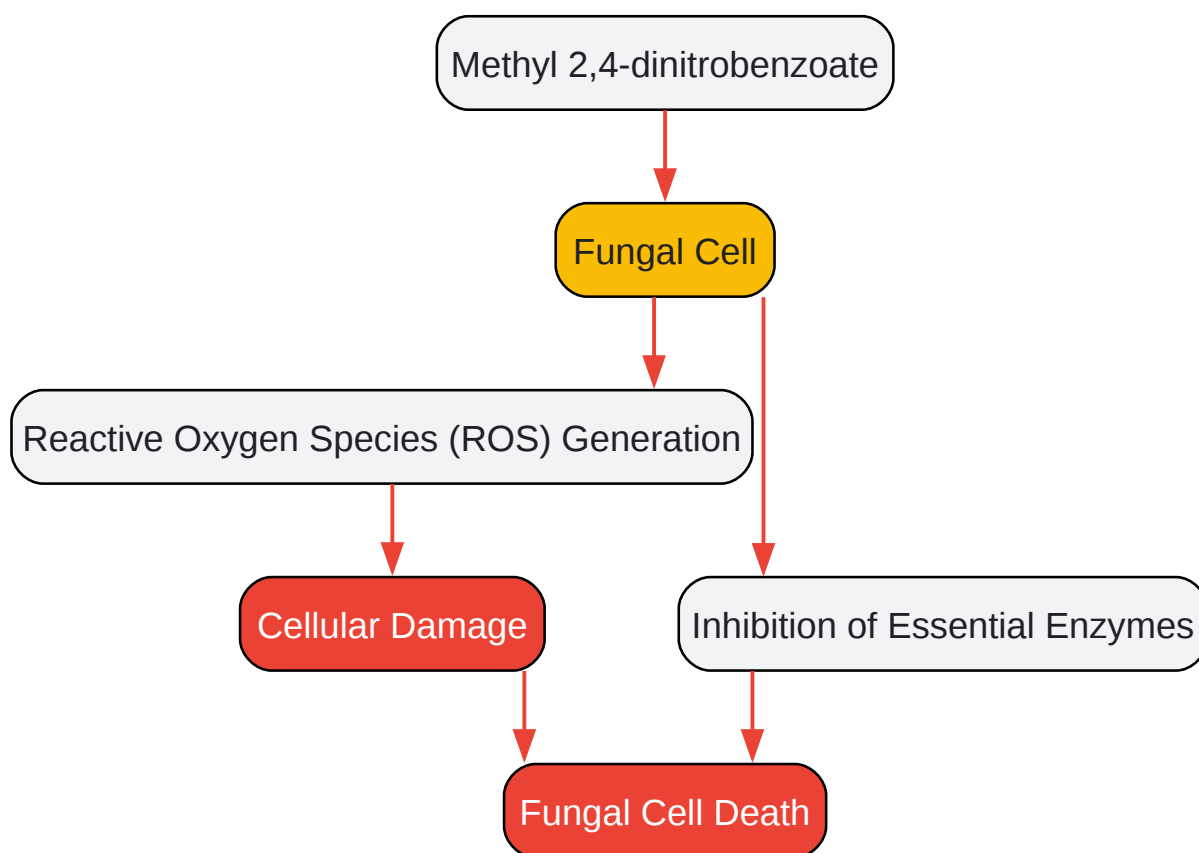 Methyl 2,4-dinitrobenzoate
Fungal Cell
Reactive Oxygen Species (ROS) Generation
Cellular Damage
Inhibition of Essential Enzymes
Fungal Cell Death